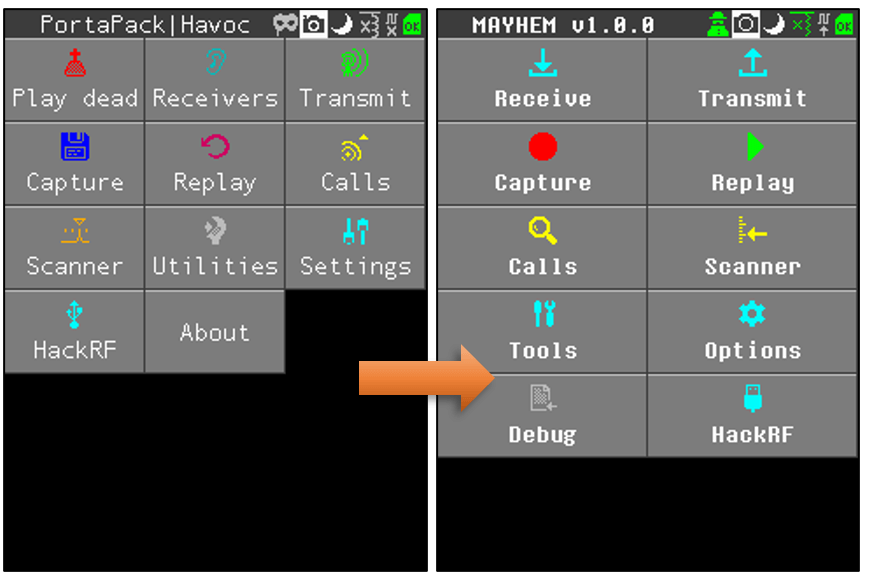 PortaPack|Havoc OK
Play dead Receivers Transmit
Capture Replay Calls
Scanner Utilities Settings
HackRF About
MAYHEM v1.0.0 OK
Receive Transmit
Capture Replay
Calls Scanner
Tools Options
Debug HackRF